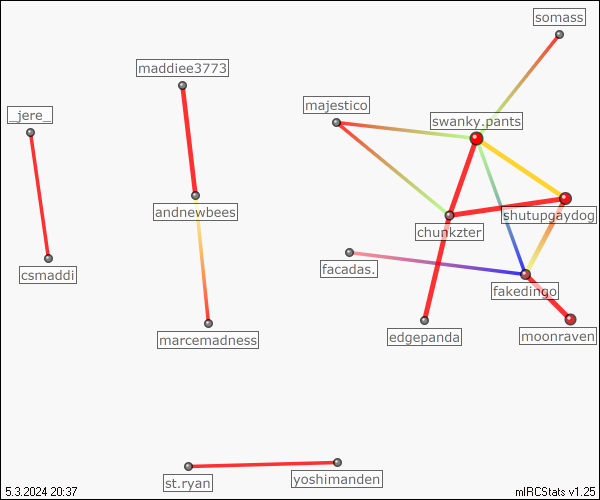 somass
maddiee3773
majestico
_jere_
swanky.pants
andnewbees
shutupgaydog
chunkzter
csmaddi
facadas.
fakedingo
marcemadness
edgepanda
moonraven
st.ryan
yoshimanden
5.3.2024 20:37
mIRCStats v1.25